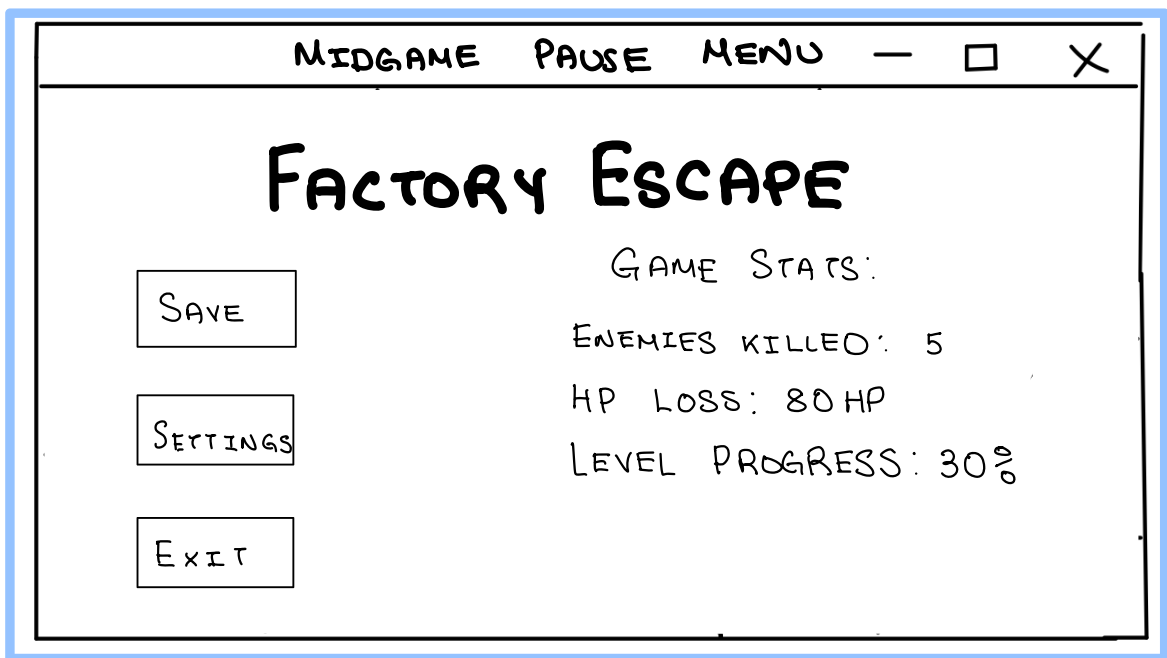 MIDGAME PAUSE MENU
FACTORY ESCAPE
SAVE
SETTINGS
EXIT
GAME STATS:
ENEMIES KILLED: 5
HP LOSS: 80 HP
LEVEL PROGRESS: 30%